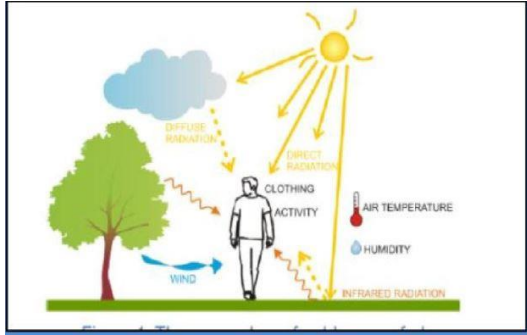 DIFFUSE
RADIATION
DIRECT
RADIATION
CLOTHING
ACTIVITY
AIR TEMPERATURE
HUMIDITY
WIND
INFRARED RADIATION